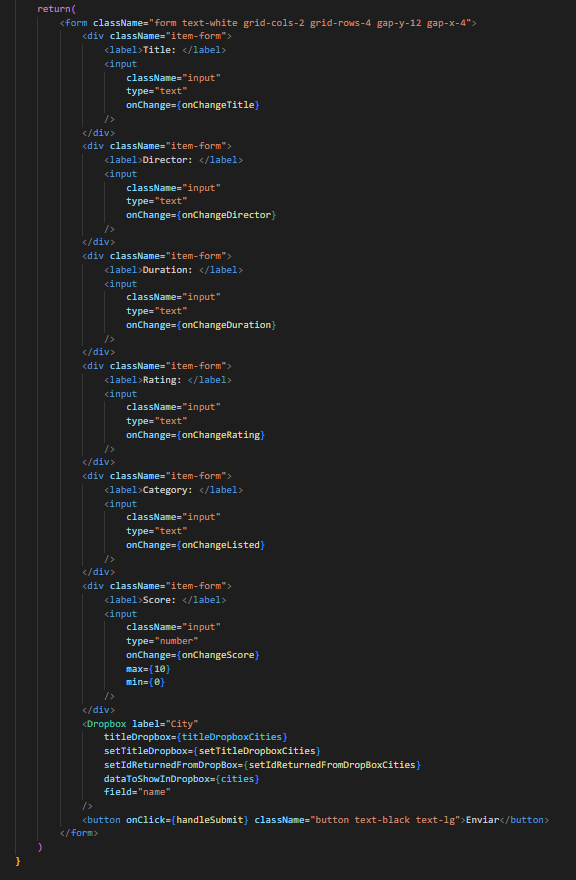 return(
<form className="form text-white grid-cols-2 grid-rows-4 gap-y-12 gap-x-4">
<div className="item-form">
<label>Title: </label>
<input
className="input"
type="text"
onChange={onChangeTitle}
/>
</div>
<div className="item-form">
<label>Director: </label>
<input
className="input"
type="text"
onChange={onChangeDirector}
/>
</div>
<div className="item-form">
<label>Duration: </label>
<input
className="input"
type="text"
onChange={onChangeDuration}
/>
</div>
<div className="item-form">
<label>Rating: </label>
<input
className="input"
type="text"
onChange={onChangeRating}
/>
</div>
<div className="item-form">
<label>Category: </label>
<input
className="input"
type="text"
onChange={onChangeListed}
/>
</div>
<div className="item-form">
<label>Score: </label>
<input
className="input"
type="number"
onChange={onChangeScore}
max={10}
min={0}
/>
</div>
<Dropbox label="City"
titleDropbox={titleDropboxCities}
setTitleDropbox={setTitleDropboxCities}
setIdReturnedFromDropBox={setIdReturnedFromDropBoxCities}
dataToShowInDropbox={cities}
field="name"
/>
<button onClick={handleSubmit} className="button text-black text-lg">Enviar</button>
</form>
)
}